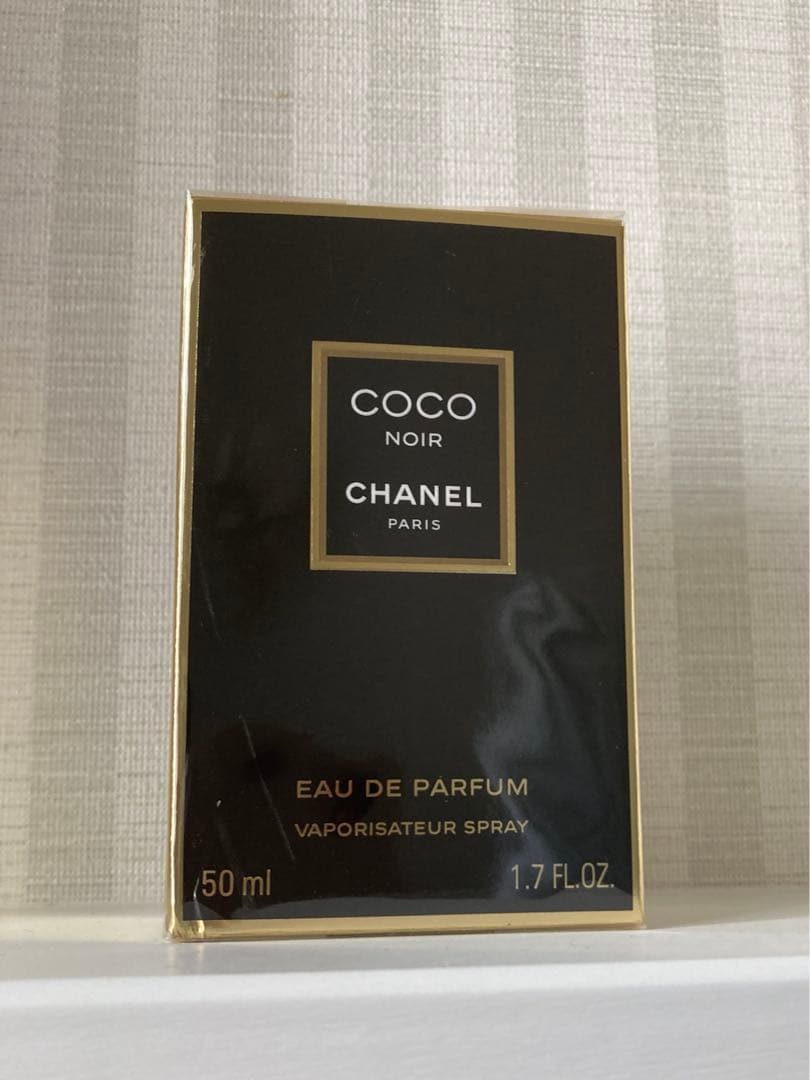 COCO
NOIR
CHANEL
PARIS
EAU DE PARFUM
VAPORISATEUR SPRAY
50 ml
1.7 FL.OZ.